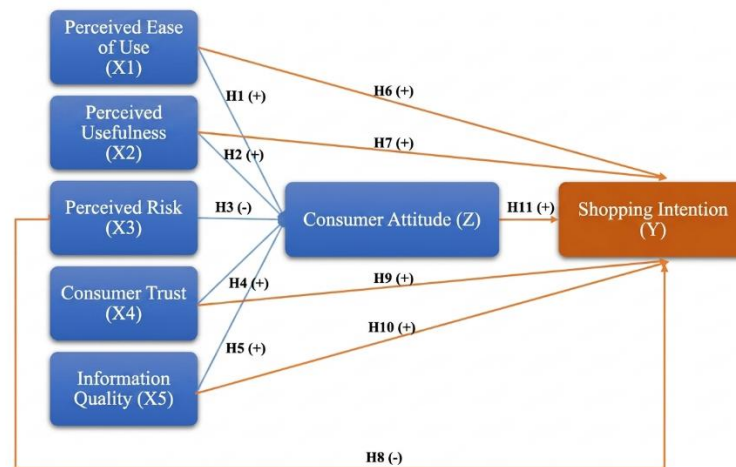 Perceived Ease
of Use
(X1)
H1 (+)
H6 (+)
Perceived
Usefulness
(X2)
H2 (+)
H7 (+)
Perceived Risk
(X3)
H3 (-)
Consumer Attitude (Z)
H11 (+)
Shopping Intention
(Y)
Consumer Trust
(X4)
H4 (+)
H9 (+)
H10 (+)
H5 (+)
Information
Quality (X5)
H8 (-)